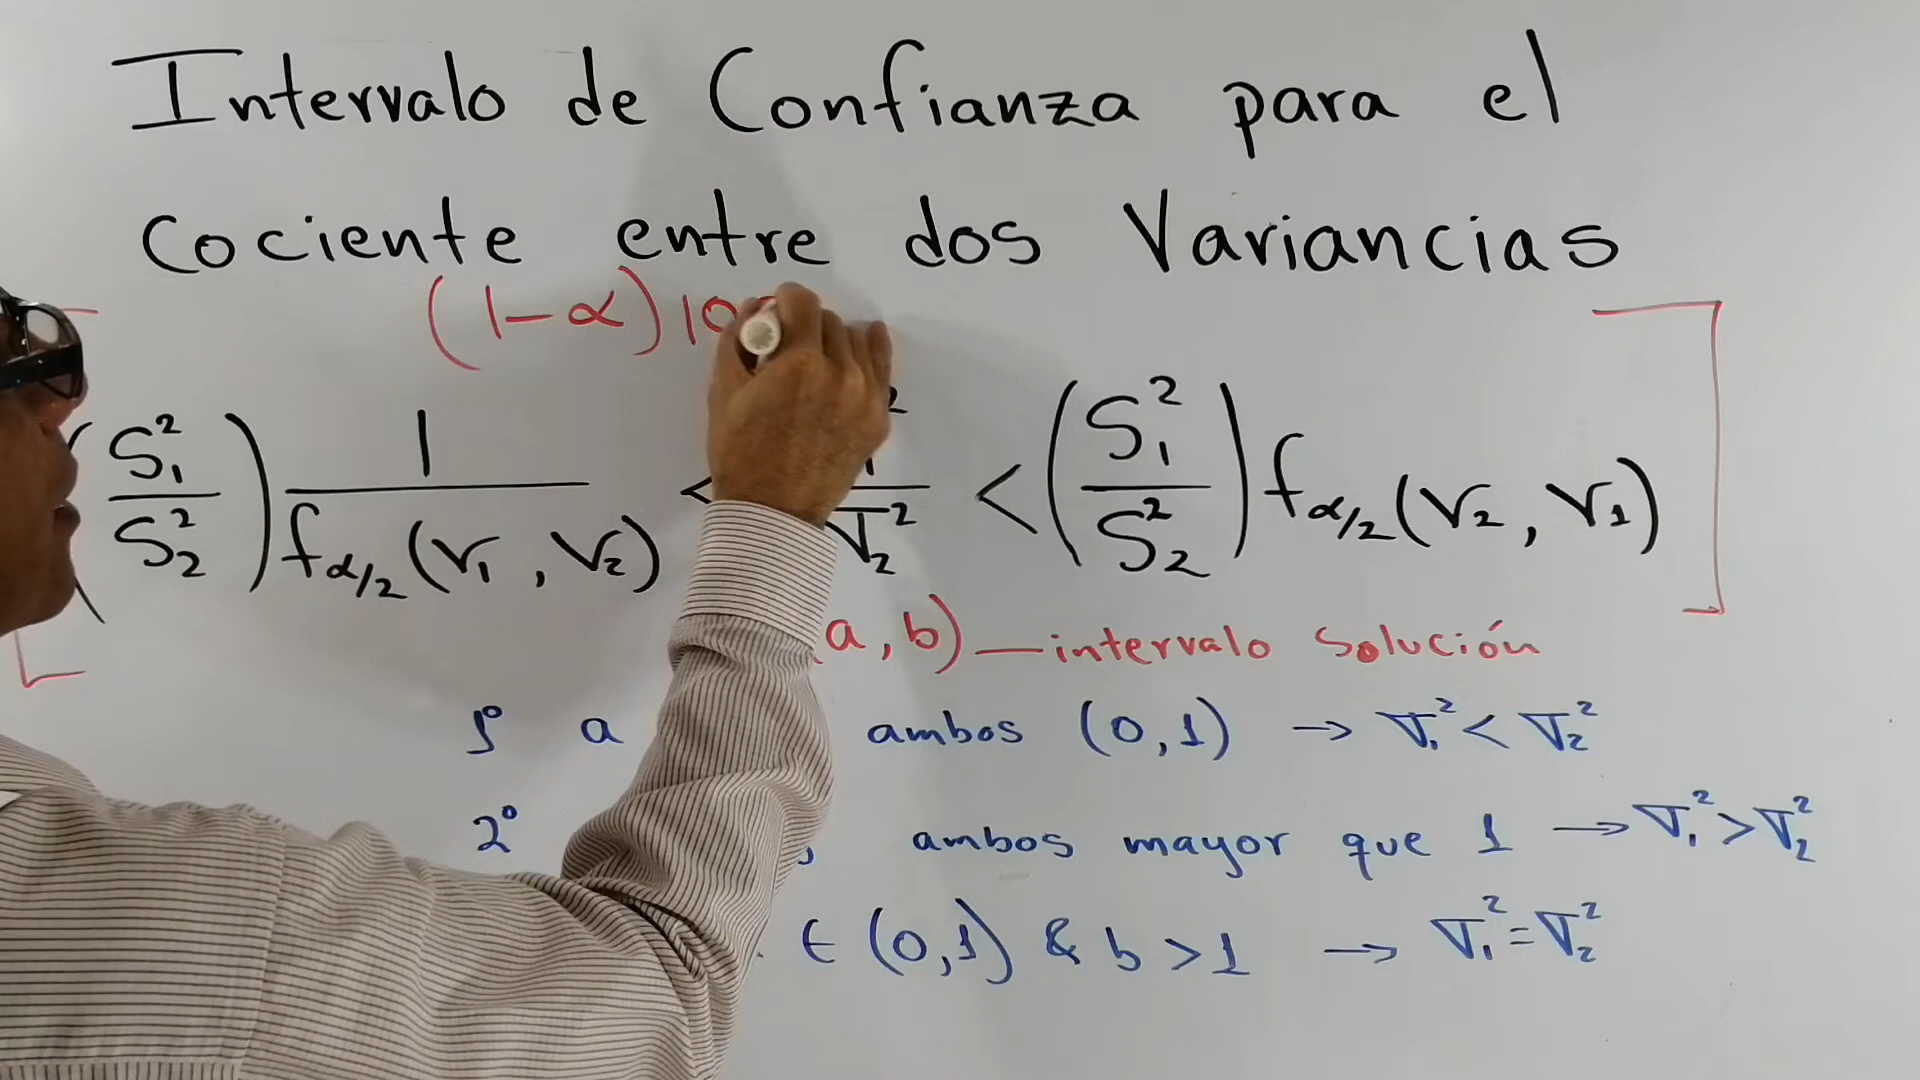 Intervalo de Confianza para el
Cociente entre dos Variancias
(1-α)10
(S₁²/S₂²) 1/f α/2 (V₁, V₂) < /σ₂² < (S₁²/S₂²) f α/2 (V₂, V₁)
a, b) — intervalo solución
1° a ambos (0,1) → σ₁² < σ₂²
2° ambos mayor que 1 → σ₁² > σ₂²
∈ (0,1) & b > 1 → σ₁² = σ₂²